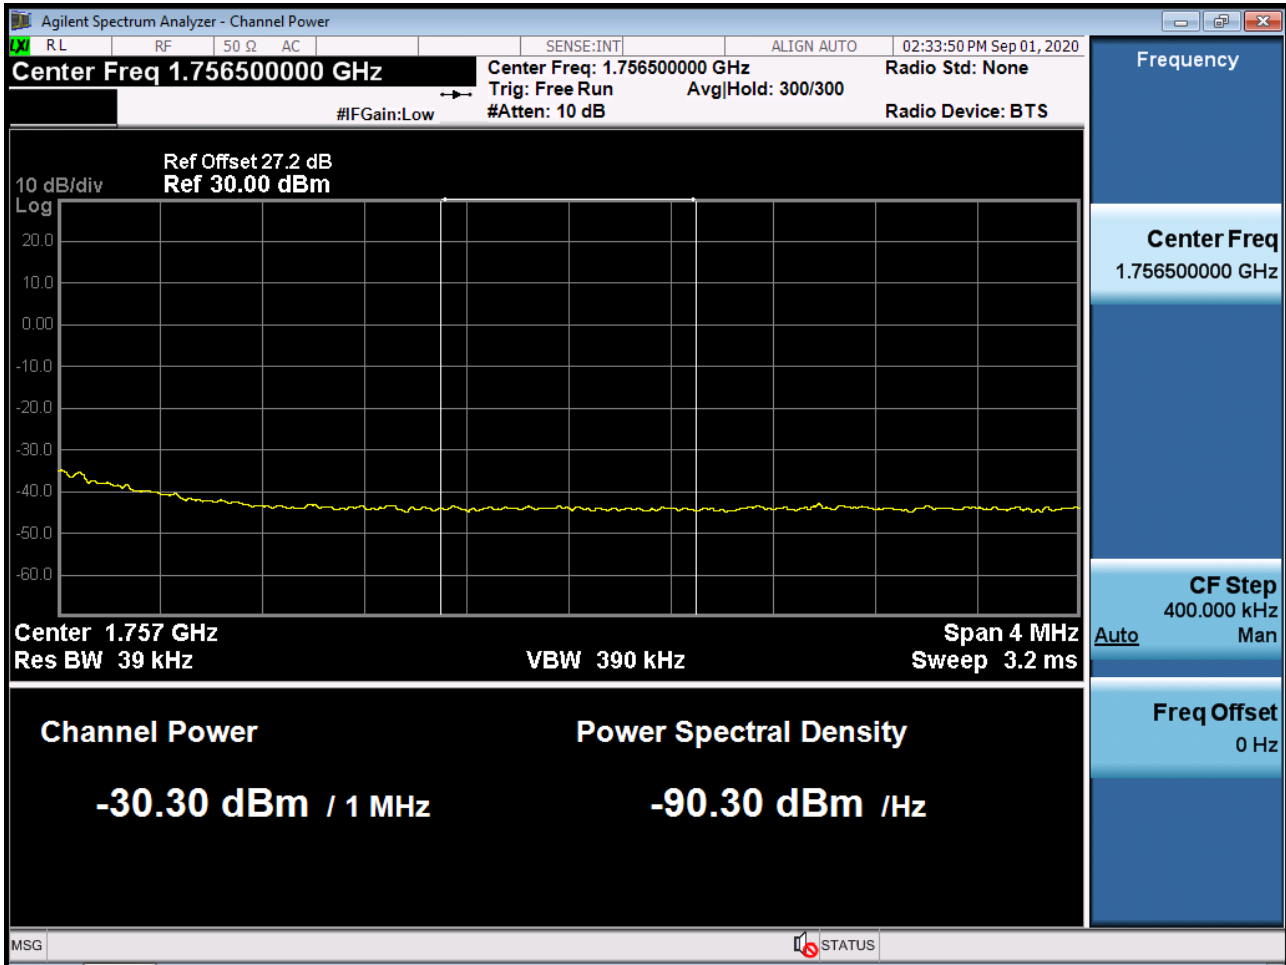 Agilent Spectrum Analyzer - Channel Power
LXI RL RF 50 Ω AC SENSE:INT ALIGN AUTO 02:33:50 PM Sep 01, 2020
Center Freq 1.756500000 GHz
Center Freq: 1.756500000 GHz
Radio Std: None
Trig: Free Run Avg|Hold: 300/300
#IFGain:Low
#Atten: 10 dB
Radio Device: BTS
Ref Offset 27.2 dB
10 dB/div Ref 30.00 dBm
Log
20.0
10.0
0.00
-10.0
-20.0
-30.0
-40.0
-50.0
-60.0
Center 1.757 GHz Span 4 MHz
Res BW 39 kHz VBW 390 kHz Sweep 3.2 ms
Channel Power Power Spectral Density
-30.30 dBm / 1 MHz -90.30 dBm /Hz
Frequency
Center Freq
1.756500000 GHz
CF Step
400.000 kHz
Auto Man
Freq Offset
0 Hz
MSG STATUS